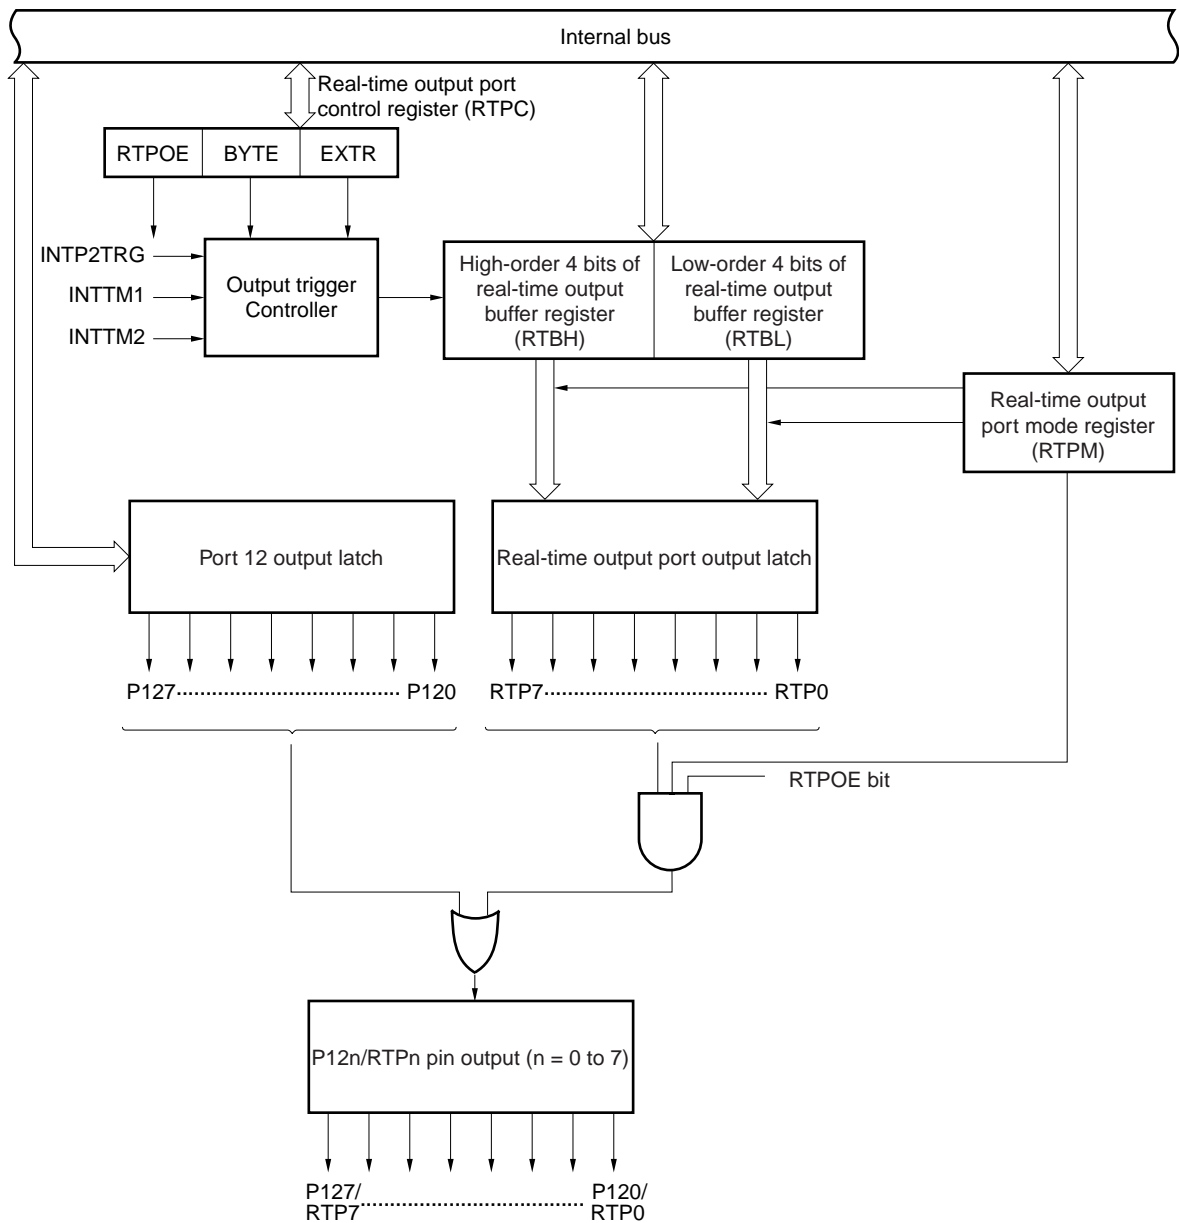 Internal bus
Real-time output port
control register (RTPC)
RTPOE BYTE EXTR
INTP2TRG
INTTM1
INTTM2
Output trigger
Controller
High-order 4 bits of
real-time output
buffer register
(RTBH)
Low-order 4 bits of
real-time output
buffer register
(RTBL)
Real-time output
port mode register
(RTPM)
Port 12 output latch
Real-time output port output latch
P127 P120
RTP7 RTP0
RTPOE bit
P12n/RTPn pin output (n = 0 to 7)
P127/
RTP7
P120/
RTP0